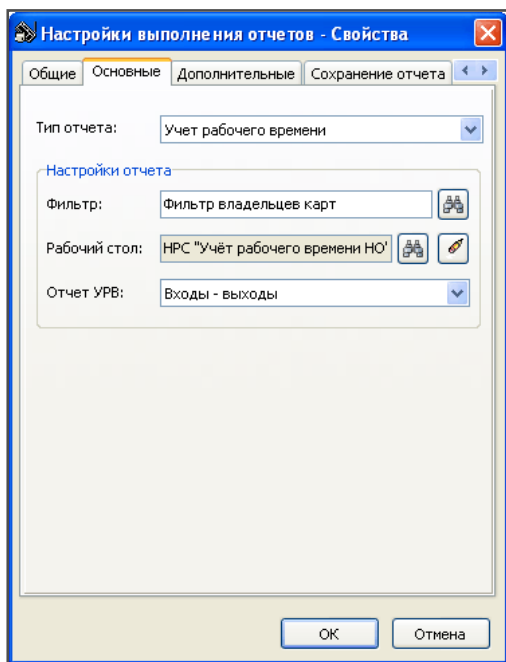 Настройки выполнения отчетов - Свойства
Общие Основные Дополнительные Сохранение отчета
Тип отчета: Учет рабочего времени
Настройки отчета
Фильтр: Фильтр владельцев карт
Рабочий стол: НРС "Учёт рабочего времени НО'
Отчет УРВ: Входы - выходы
ОК Отмена